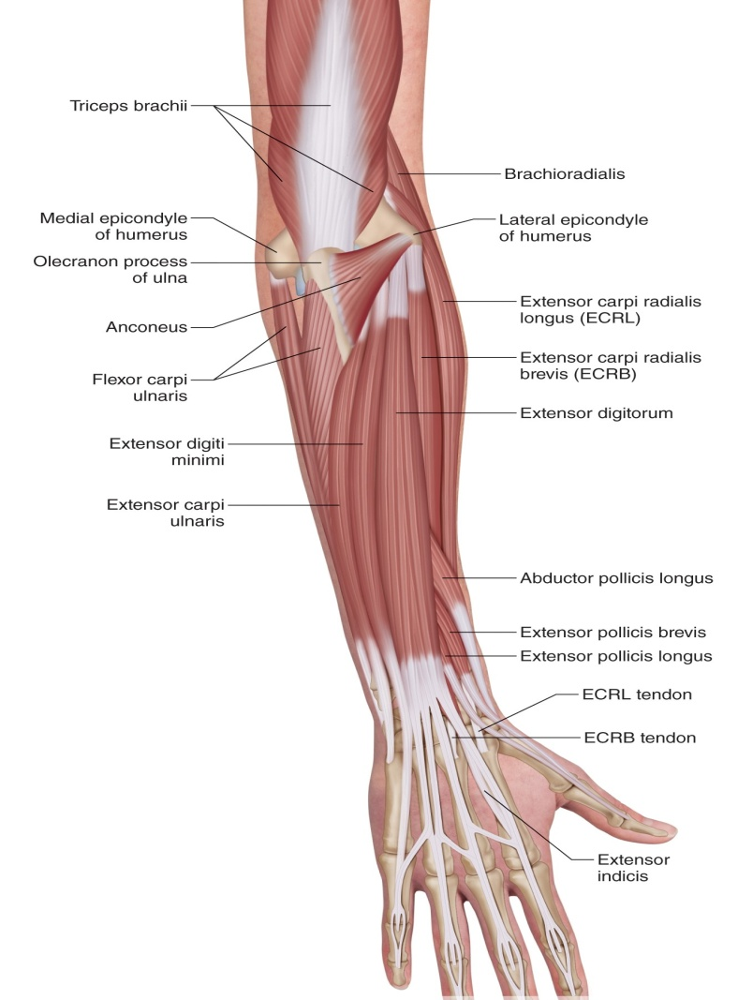 Triceps brachii
Brachioradialis
Medial epicondyle
of humerus
Lateral epicondyle
of humerus
Olecranon process
of ulna
Extensor carpi radialis
longus (ECRL)
Anconeus
Extensor carpi radialis
brevis (ECRB)
Flexor carpi
ulnaris
Extensor digitorum
Extensor digiti
minimi
Extensor carpi
ulnaris
Abductor pollicis longus
Extensor pollicis brevis
Extensor pollicis longus
ECRL tendon
ECRB tendon
Extensor
indicis